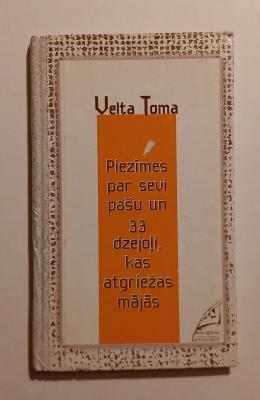 Velta Toma
Piezīmes
par sevi
pašu un
33
dzejoļi,
kas
atgriežas
mājās